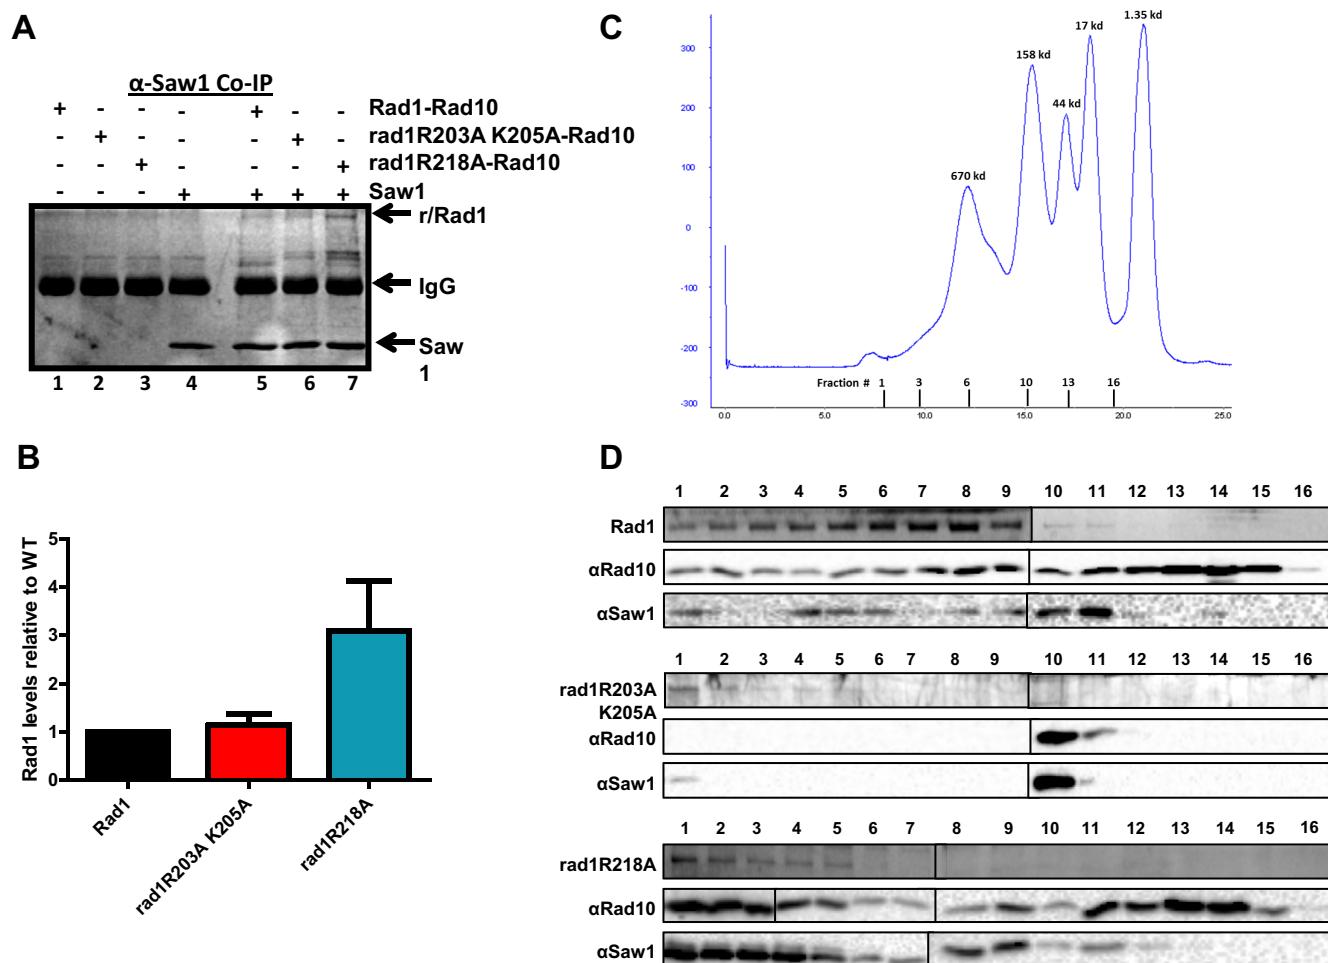 A
α-Saw1 Co-IP
+ - - - + - - Rad1-Rad10
- + - - - + - rad1R203A K205A-Rad10
- - + - - - + rad1R218A-Rad10
- - - + + + + Saw1
r/Rad1
IgG
Saw
1
1 2 3 4 5 6 7
B
Rad1 levels relative to WT
5
4
3
2
1
0
Rad1
rad1R203A K205A
rad1R218A
C
350
250
150
0
-100
-200
-300
670 kd
158 kd
44 kd
17 kd
1.35 kd
Fraction # 1 3 6 10 13 16
0.0 5.0 10.0 15.0 20.0 25.0
D
1 2 3 4 5 6 7 8 9 10 11 12 13 14 15 16
Rad1
αRad10
αSaw1
1 2 3 4 5 6 7 8 9 10 11 12 13 14 15 16
rad1R203A
K205A
αRad10
αSaw1
1 2 3 4 5 6 7 8 9 10 11 12 13 14 15 16
rad1R218A
αRad10
αSaw1